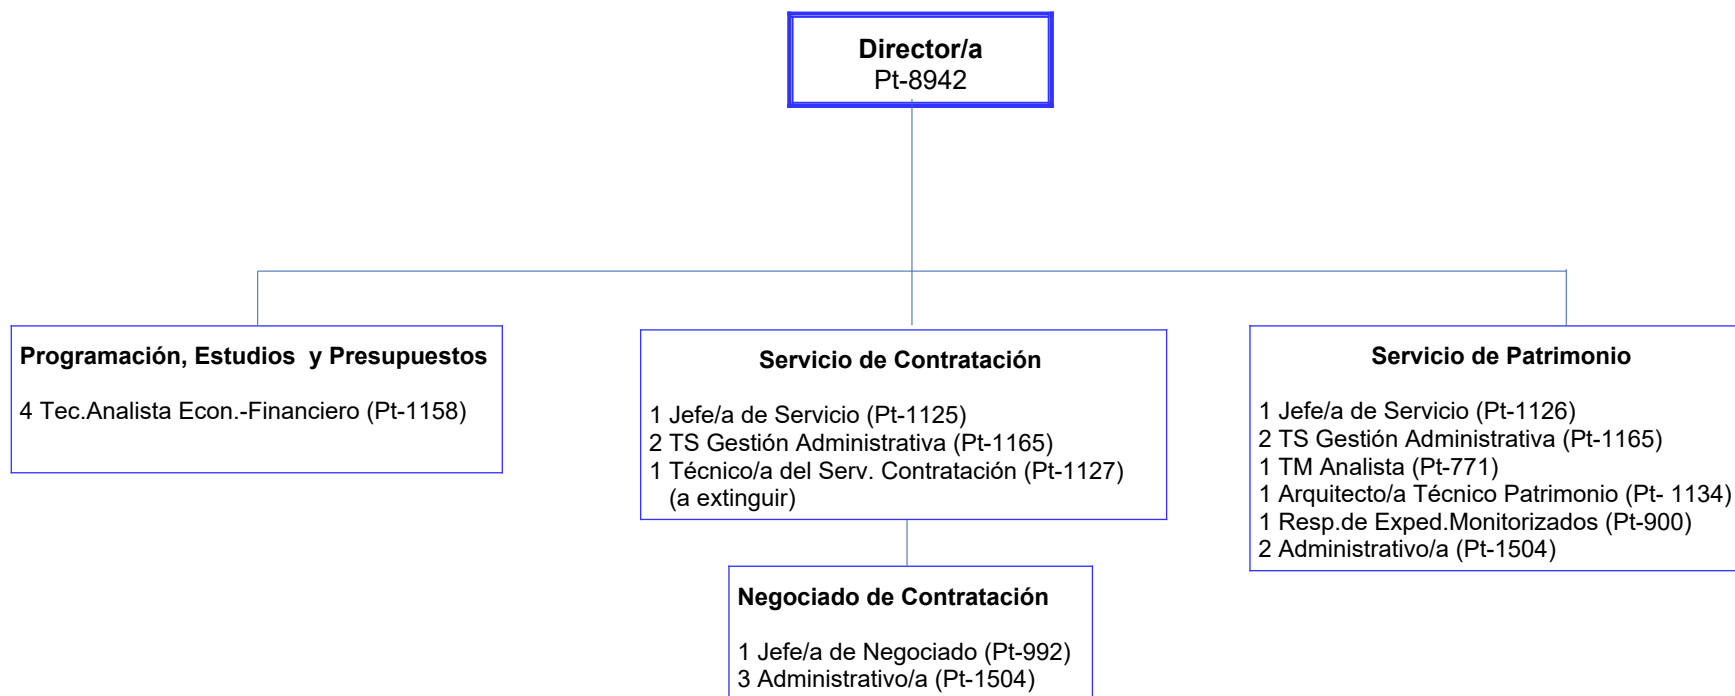 Director/a
Pt-8942
Programación, Estudios  y Presupuestos
4 Tec.Analista Econ.-Financiero (Pt-1158)
Servicio de Contratación
1 Jefe/a de Servicio (Pt-1125)
2 TS Gestión Administrativa (Pt-1165)
1 Técnico/a del Serv. Contratación (Pt-1127)
(a extinguir)
Negociado de Contratación
1 Jefe/a de Negociado (Pt-992)
3 Administrativo/a (Pt-1504)
Servicio de Patrimonio
1 Jefe/a de Servicio (Pt-1126)
2 TS Gestión Administrativa (Pt-1165)
1 TM Analista (Pt-771)
1 Arquitecto/a Técnico Patrimonio (Pt- 1134)
1 Resp.de Exped.Monitorizados (Pt-900)
2 Administrativo/a (Pt-1504)